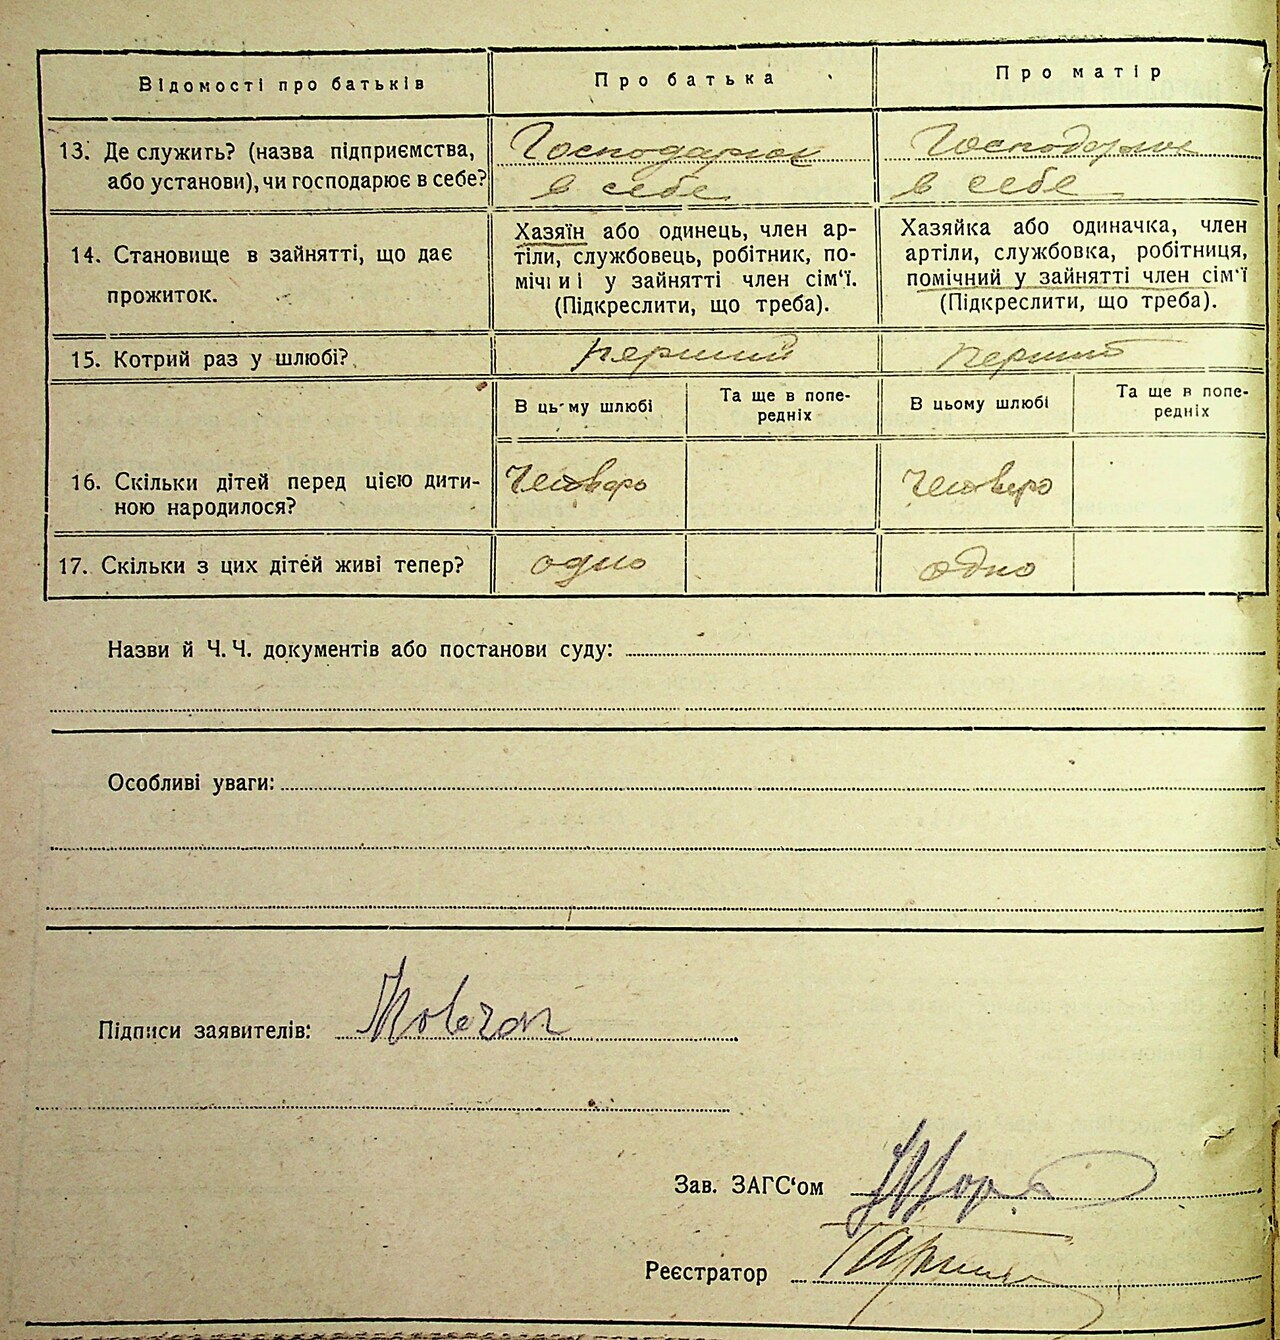 Відомості про батьків
Про батька
Про матір
13. Де служить? (назва підприємства,
або установи), чи господарює в себе?
Господарює
в себе
Господарює
в себе
14. Становище в зайнятті, що дає
прожиток.
Хазяїн або одинець, член ар-
тіли, службовець, робітник, по-
мічний у зайнятті член сім‘ї.
(Підкреслити, що треба).
Хазяйка або одиначка, член
артіли, службовка, робітниця,
помічний у зайнятті член сім‘ї
(Підкреслити, що треба).
15. Котрий раз у шлюбі?
перший
перший
16. Скільки дітей перед цією дити-
ною народилося?
В цьму шлюбі
Та ще в попе-
редніх
В цьому шлюбі
Та ще в попе-
редніх
четверо
четверо
17. Скільки з цих дітей живі тепер?
одно
одно
Назви й Ч. Ч. документів або постанови суду:
Особливі уваги:
Підписи заявителів:
Зав. ЗАГС‘ом
Реєстратор